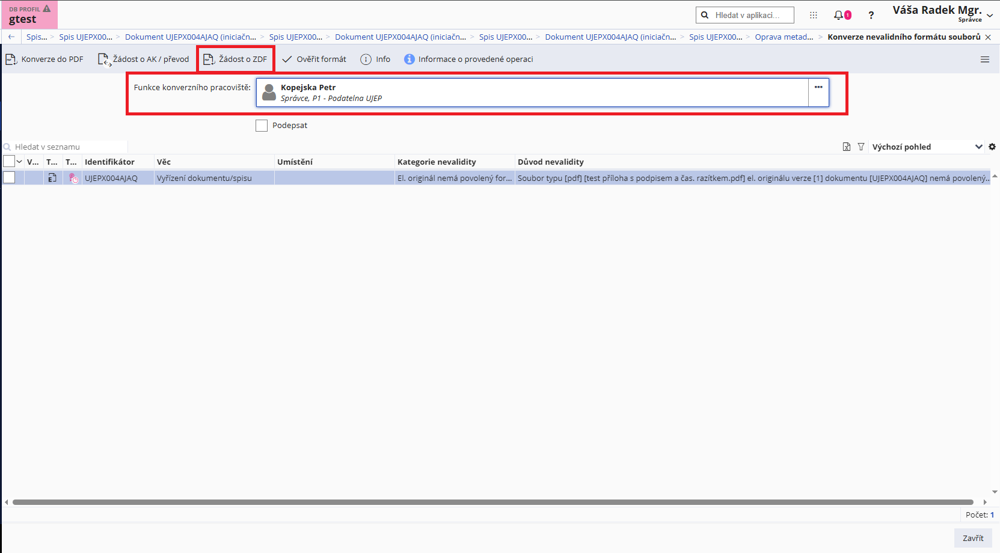 DB PROFIL
gtest
Hledat v aplikaci...
1
?
Váša Radek Mgr.
Správce
Spis... > Spis UJEPX00... > Dokument UJEPX004AJAQ (iniciačn... > Spis UJEPX00... > Dokument UJEPX004AJAQ (iniciačn... > Spis UJEPX00... > Dokument UJEPX004AJAQ (iniciačn... > Spis UJEPX00... > Oprava metad... > Konverze nevalidního formátu souborů
Konverze do PDF Žádost o AK / převod Žádost o ZDF Ověřit formát Info Informace o provedené operaci
Funkce konverzního pracoviště:
Kopejska Petr
Správce, P1 - Podatelna UJEP
Podepsat
Hledat v seznamu
Výchozí pohled
V... T... T... Identifikátor Věc Umístění Kategorie nevalidity Důvod nevalidity
UJEPX004AJAQ Vyřízení dokumentu/spisu El. originál nemá povolený for... Soubor typu [pdf] [test příloha s podpisem a čas. razítkem.pdf] el. originálu verze [1] dokumentu [UJEPX004AJAQ] nemá povolený...
Počet: 1
Zavřít